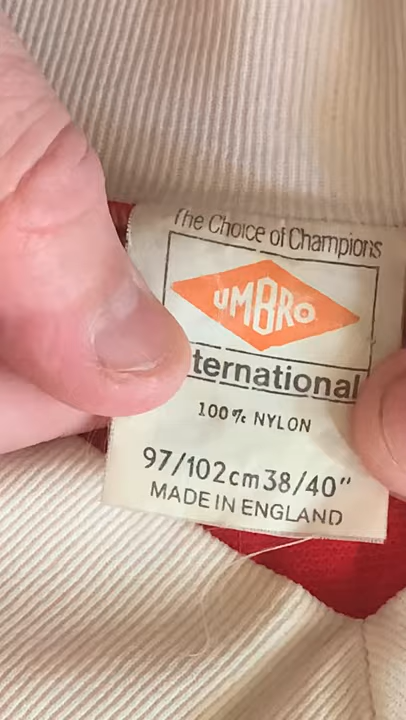 The Choice of Champions
UMBRO
ternational
100% NYLON
97/102cm 38/40"
MADE IN ENGLAND